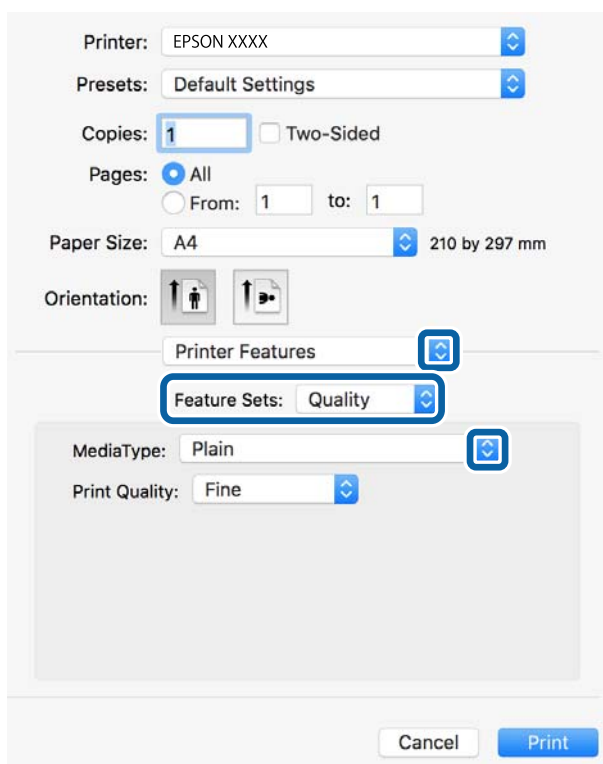 Printer: EPSON XXXX
Presets: Default Settings
Copies: 1 Two-Sided
Pages: All
From: 1 to: 1
Paper Size: A4 210 by 297 mm
Orientation:
Printer Features
Feature Sets: Quality
MediaType: Plain
Print Quality: Fine
Cancel Print